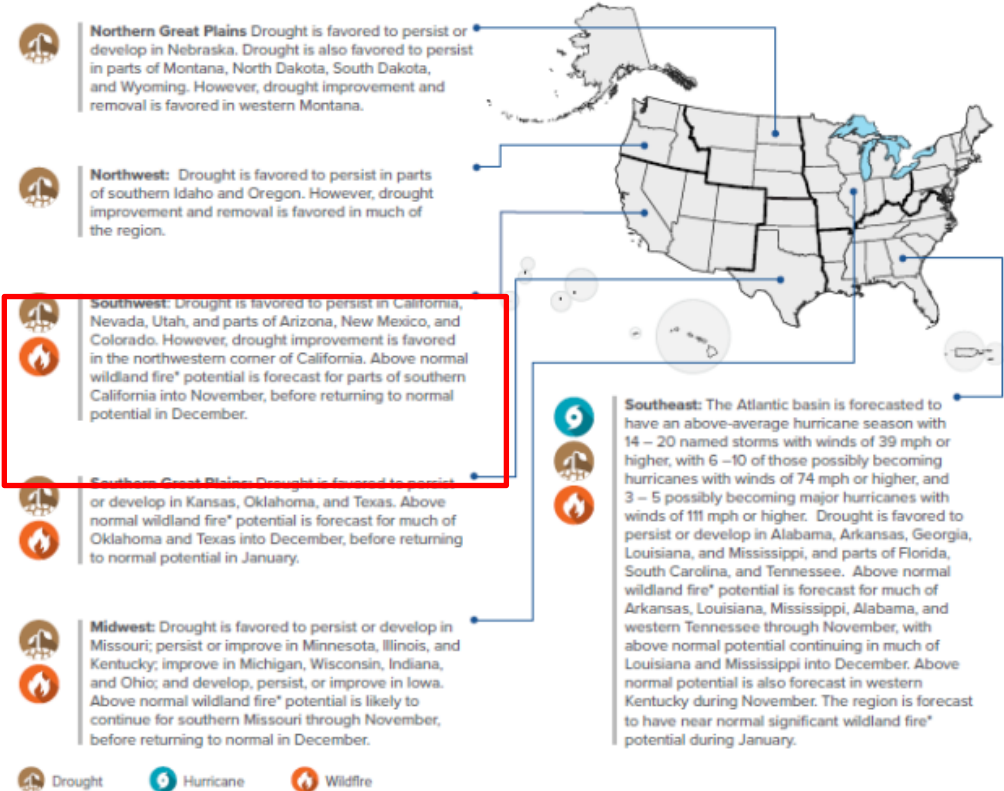 Northern Great Plains Drought is favored to persist or
develop in Nebraska. Drought is also favored to persist
in parts of Montana, North Dakota, South Dakota,
and Wyoming. However, drought improvement and
removal is favored in western Montana.
Northwest: Drought is favored to persist in parts
of southern Idaho and Oregon. However, drought
improvement and removal is favored in much of
the region.
Southwest: Drought is favored to persist in California,
Nevada, Utah, and parts of Arizona, New Mexico, and
Colorado. However, drought improvement is favored
in the northwestern corner of California. Above normal
wildland fire* potential is forecast for parts of southern
California into November, before returning to normal
potential in December.
Southern Great Plains: Drought is favored to persist
or develop in Kansas, Oklahoma, and Texas. Above
normal wildland fire* potential is forecast for much of
Oklahoma and Texas into December, before returning
to normal potential in January.
Midwest: Drought is favored to persist or develop in
Missouri; persist or improve in Minnesota, Illinois, and
Kentucky; improve in Michigan, Wisconsin, Indiana,
and Ohio; and develop, persist, or improve in Iowa.
Above normal wildland fire* potential is likely to
continue for southern Missouri through November,
before returning to normal in December.
Southeast: The Atlantic basin is forecasted to
have an above-average hurricane season with
14 – 20 named storms with winds of 39 mph or
higher, with 6 –10 of those possibly becoming
hurricanes with winds of 74 mph or higher, and
3 – 5 possibly becoming major hurricanes with
winds of 111 mph or higher. Drought is favored to
persist or develop in Alabama, Arkansas, Georgia,
Louisiana, and Mississippi, and parts of Florida,
South Carolina, and Tennessee. Above normal
wildland fire* potential is forecast for much of
Arkansas, Louisiana, Mississippi, Alabama, and
western Tennessee through November, with
above normal potential continuing in much of
Louisiana and Mississippi into December. Above
normal potential is also forecast in western
Kentucky during November. The region is forecast
to have near normal significant wildland fire*
potential during January.
Drought Hurricane Wildfire